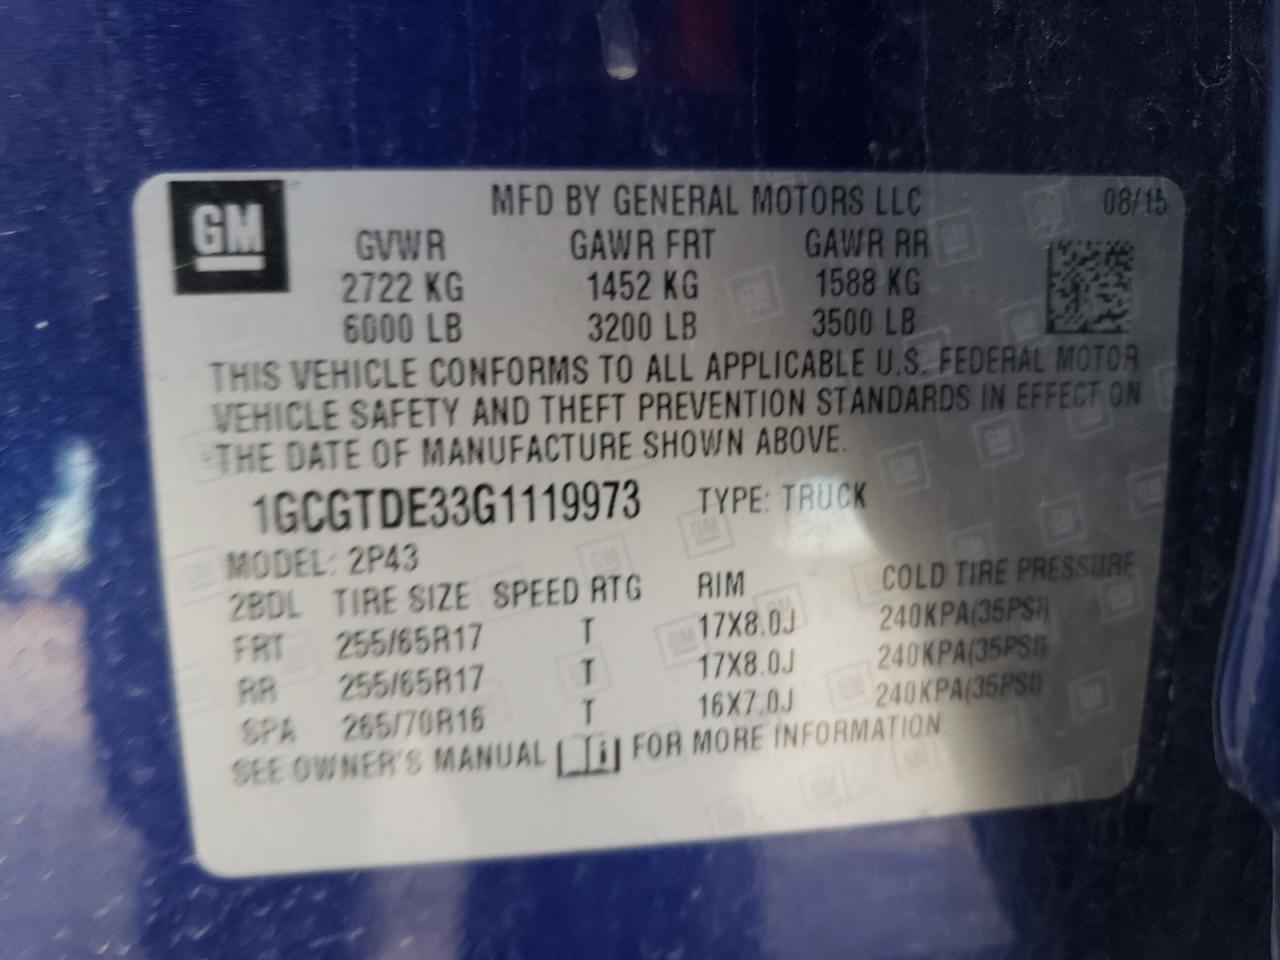 GM
MFD BY GENERAL MOTORS LLC 08/15
GVWR GAWR FRT GAWR RR
2722 KG 1452 KG 1588 KG
6000 LB 3200 LB 3500 LB
THIS VEHICLE CONFORMS TO ALL APPLICABLE U.S. FEDERAL MOTOR
VEHICLE SAFETY AND THEFT PREVENTION STANDARDS IN EFFECT ON
THE DATE OF MANUFACTURE SHOWN ABOVE.
1GCGTDE33G1119973 TYPE: TRUCK
MODEL: 2P43
2BDL TIRE SIZE SPEED RTG RIM COLD TIRE PRESSURE
FRT 255/65R17 T 17X8.0J 240KPA(35PSI)
RR 255/65R17 T 17X8.0J 240KPA(35PSI)
SPA 265/70R16 T 16X7.0J 240KPA(35PSI)
SEE OWNER'S MANUAL FOR MORE INFORMATION.